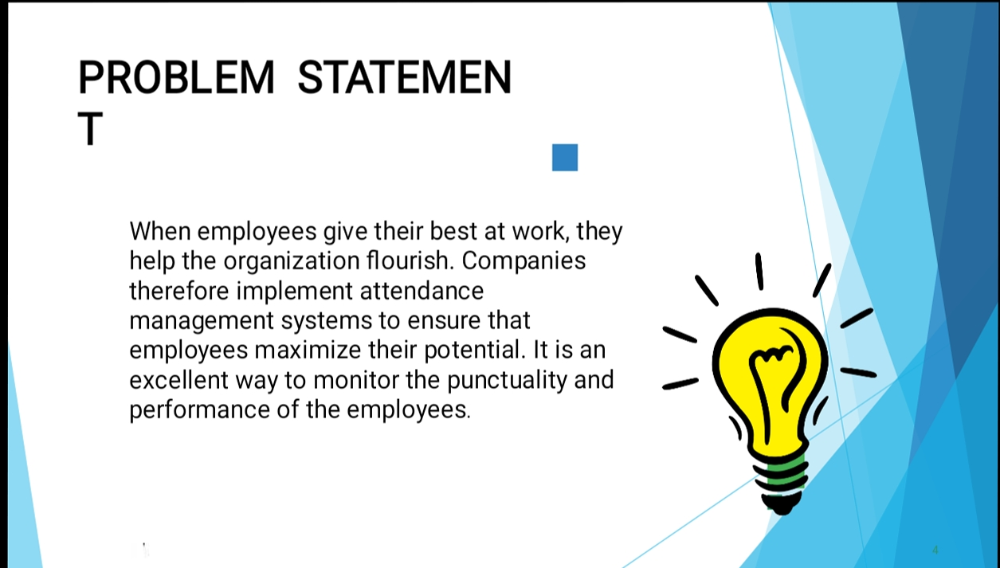 PROBLEM STATEMEN
T
When employees give their best at work, they
help the organization flourish. Companies
therefore implement attendance
management systems to ensure that
employees maximize their potential. It is an
excellent way to monitor the punctuality and
performance of the employees.
4